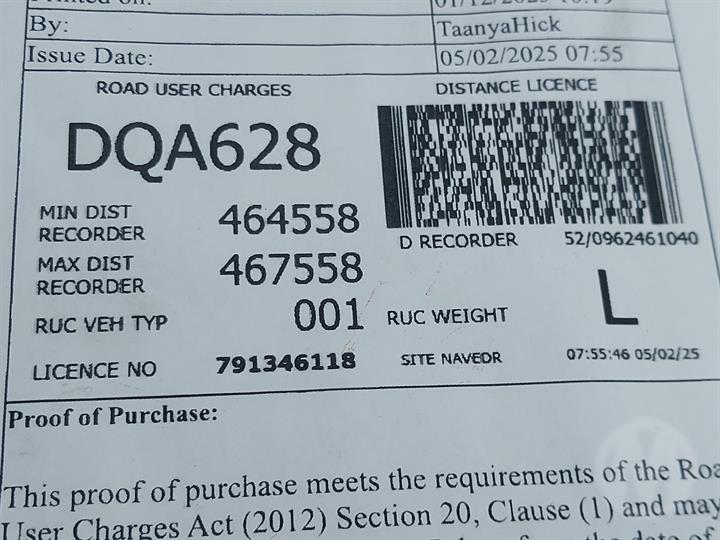 By: TaanyaHick
Issue Date: 05/02/2025 07:55
ROAD USER CHARGES DISTANCE LICENCE
DQA628
MIN DIST RECORDER 464558
D RECORDER 52/0962461040
MAX DIST RECORDER 467558
RUC VEH TYP 001 RUC WEIGHT L
LICENCE NO 791346118 SITE NAVEDR 07:55:46 05/02/25
Proof of Purchase:
This proof of purchase meets the requirements of the Roa
User Charges Act (2012) Section 20, Clause (1) and may